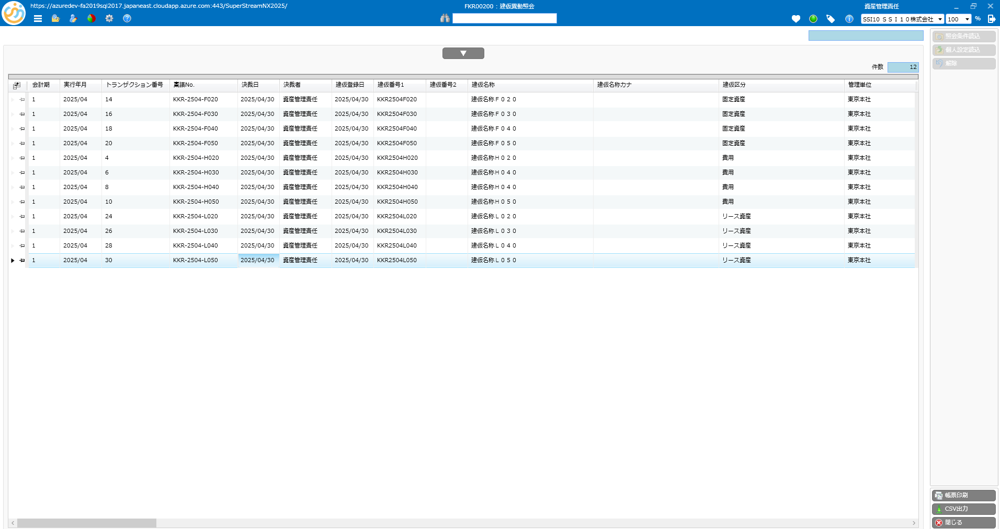 https://azuredev-fa2019sql2017.japaneast.cloudapp.azure.com:443/SuperStreamNX2025/
FKR00200：建仮異動照会
資産管理責任
SSI10 ＳＳＩ１０株式会社
100
%
照会条件読込
個人設定読込
解除
件数 12
会計期 実行年月 トランザクション番号 稟議No. 決裁日 決裁者 建仮登録日 建仮番号1 建仮番号2 建仮名称 建仮名称カナ 建仮区分 管理単位
1 2025/04 14 KKR-2504-F020 2025/04/30 資産管理責任 2025/04/30 KKR2504F020 建仮名称Ｆ０２０ 固定資産 東京本社
1 2025/04 16 KKR-2504-F030 2025/04/30 資産管理責任 2025/04/30 KKR2504F030 建仮名称Ｆ０３０ 固定資産 東京本社
1 2025/04 18 KKR-2504-F040 2025/04/30 資産管理責任 2025/04/30 KKR2504F040 建仮名称Ｆ０４０ 固定資産 東京本社
1 2025/04 20 KKR-2504-F050 2025/04/30 資産管理責任 2025/04/30 KKR2504F050 建仮名称Ｆ０５０ 固定資産 東京本社
1 2025/04 4 KKR-2504-H020 2025/04/30 資産管理責任 2025/04/30 KKR2504H020 建仮名称Ｈ０２０ 費用 東京本社
1 2025/04 6 KKR-2504-H030 2025/04/30 資産管理責任 2025/04/30 KKR2504H030 建仮名称Ｈ０４０ 費用 東京本社
1 2025/04 8 KKR-2504-H040 2025/04/30 資産管理責任 2025/04/30 KKR2504H040 建仮名称Ｈ０４０ 費用 東京本社
1 2025/04 10 KKR-2504-H050 2025/04/30 資産管理責任 2025/04/30 KKR2504H050 建仮名称Ｈ０５０ 費用 東京本社
1 2025/04 24 KKR-2504-L020 2025/04/30 資産管理責任 2025/04/30 KKR2504L020 建仮名称Ｌ０２０ リース資産 東京本社
1 2025/04 26 KKR-2504-L030 2025/04/30 資産管理責任 2025/04/30 KKR2504L030 建仮名称Ｌ０３０ リース資産 東京本社
1 2025/04 28 KKR-2504-L040 2025/04/30 資産管理責任 2025/04/30 KKR2504L040 建仮名称Ｌ０４０ リース資産 東京本社
1 2025/04 30 KKR-2504-L050 2025/04/30 資産管理責任 2025/04/30 KKR2504L050 建仮名称Ｌ０５０ リース資産 東京本社
帳票印刷
CSV出力
閉じる